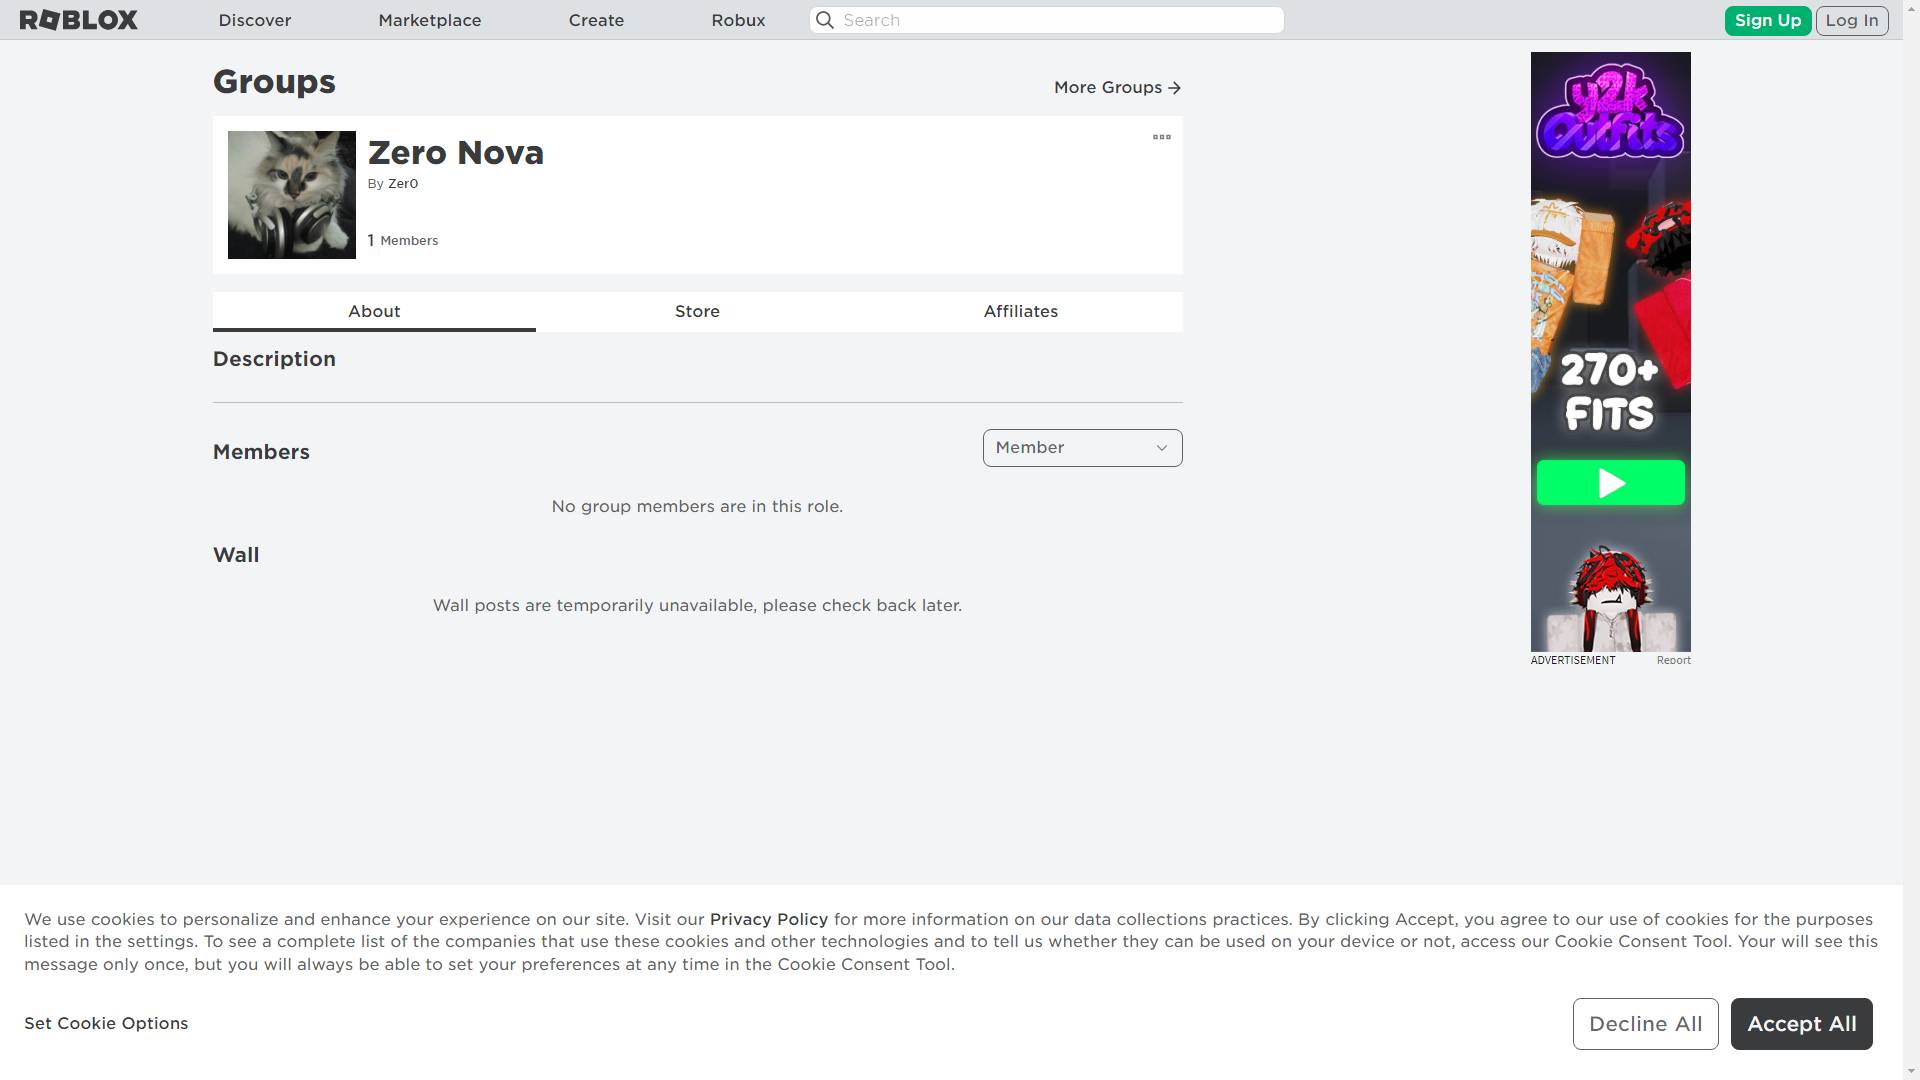 ROBLOX
Discover
Marketplace
Create
Robux
Search
Sign Up
Log In
Groups
More Groups
Zero Nova
By Zer0
1 Members
About
Store
Affiliates
Description
Members
Member
No group members are in this role.
Wall
Wall posts are temporarily unavailable, please check back later.
y2k
Outfits
270+
FITS
ADVERTISEMENT
Report
We use cookies to personalize and enhance your experience on our site. Visit our Privacy Policy for more information on our data collections practices. By clicking Accept, you agree to our use of cookies for the purposes
listed in the settings. To see a complete list of the companies that use these cookies and other technologies and to tell us whether they can be used on your device or not, access our Cookie Consent Tool. Your will see this
message only once, but you will always be able to set your preferences at any time in the Cookie Consent Tool.
Set Cookie Options
Decline All
Accept All